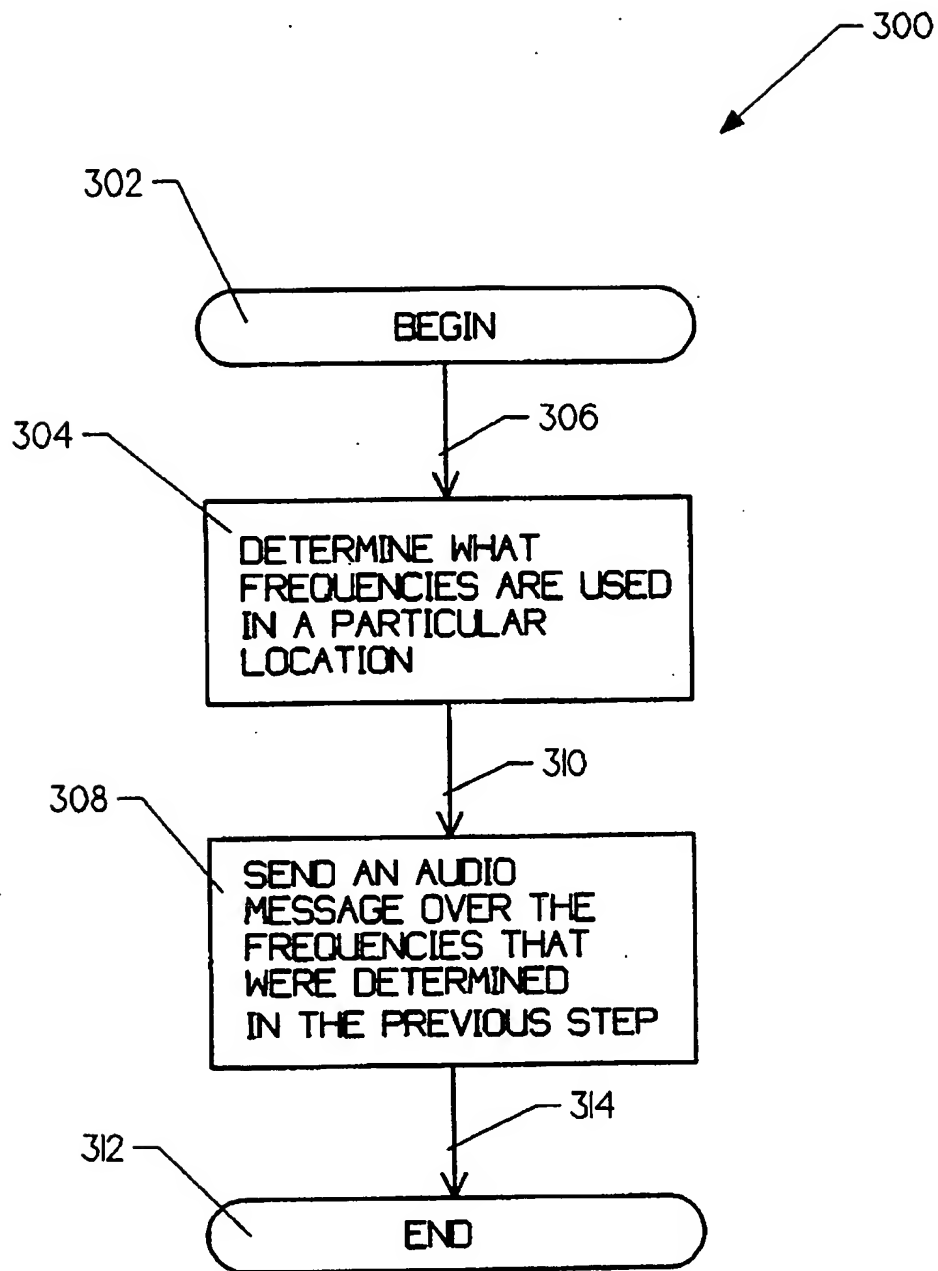 300
302
BEGIN
306
304
DETERMINE WHAT
FREQUENCIES ARE USED
IN A PARTICULAR
LOCATION
310
308
SEND AN AUDIO
MESSAGE OVER THE
FREQUENCIES THAT
WERE DETERMINED
IN THE PREVIOUS STEP
314
312
END